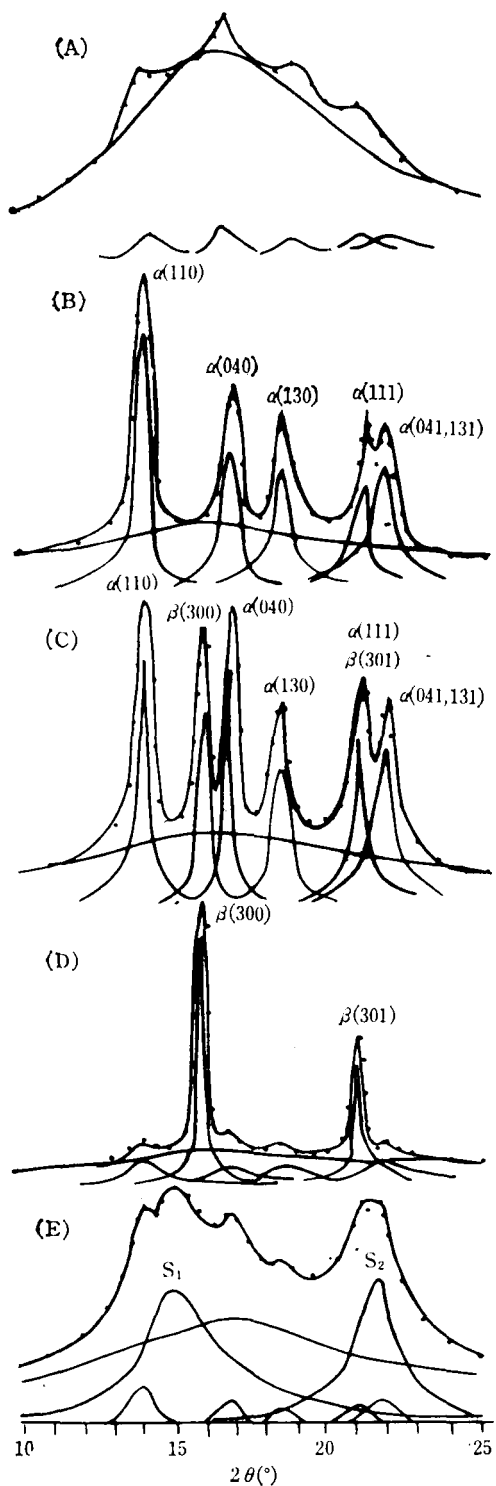 (A)
α(110)
(B)
α(040)
α(130)
α(111)
α(041,131)
α(110)
β(300)
α(040)
(C)
α(111)
β(301)
α(130)
α(041,131)
β(300)
(D)
β(301)
(E)
S₁
S₂
10 15 20 25
2θ(°)